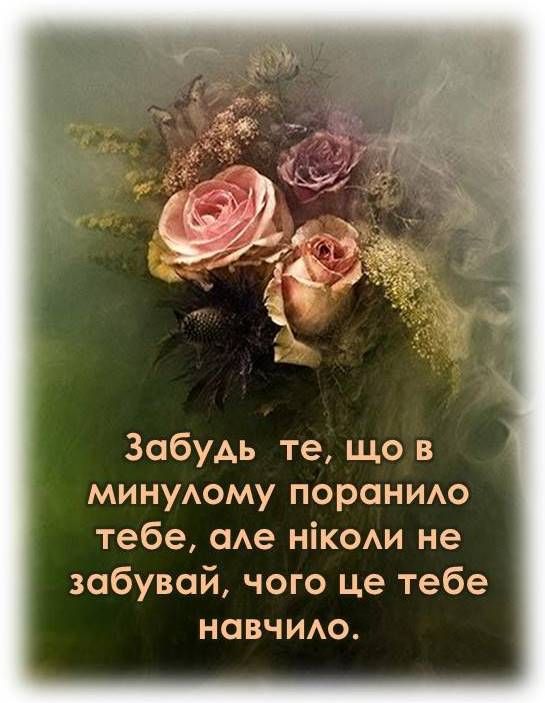 Забудь те, що в
минулому поранило
тебе, але ніколи не
забувай, чого це тебе
навчило.